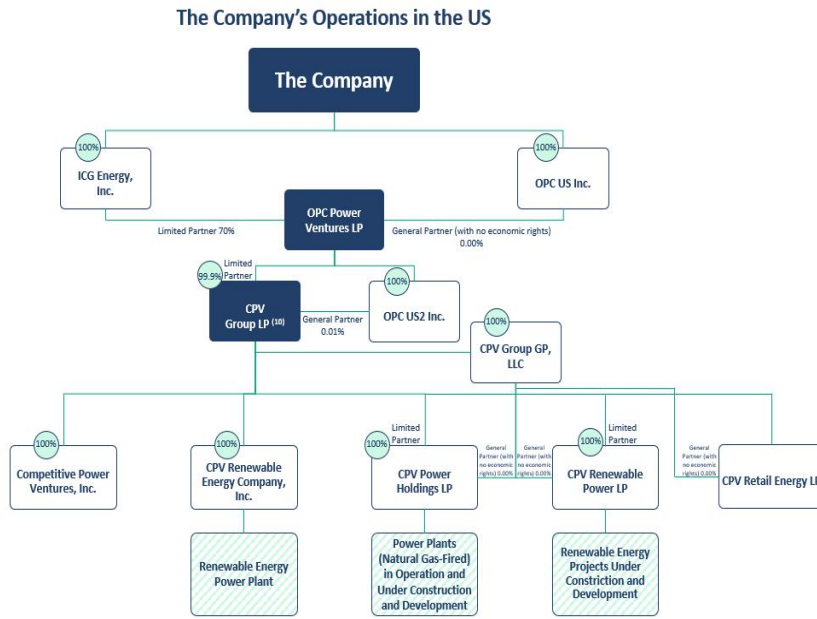 The Company's Operations in the US
The Company
100%
ICG Energy,
Inc.
100%
OPC US Inc.
OPC Power
Ventures LP
Limited Partner 70%
General Partner (with no economic rights)
0.00%
99.9%
Limited
Partner
CPV
Group LP (10)
General Partner
0.01%
100%
OPC US2 Inc.
100%
CPV Group GP,
LLC
100%
Competitive Power
Ventures, Inc.
100%
CPV Renewable
Energy Company,
Inc.
100%
Limited
Partner
CPV Power
Holdings LP
General
Partner (with
no economic
rights) 0.00%
General
Partner (with
no economic
rights) 0.00%
100%
Limited
Partner
CPV Renewable
Power LP
General
Partner (with
no economic
rights) 0.00%
CPV Retail Energy
Renewable Energy
Power Plant
Power Plants
(Natural Gas-Fired)
in Operation and
Under Construction
and Development
Renewable Energy
Projects Under
Constriction and
Development